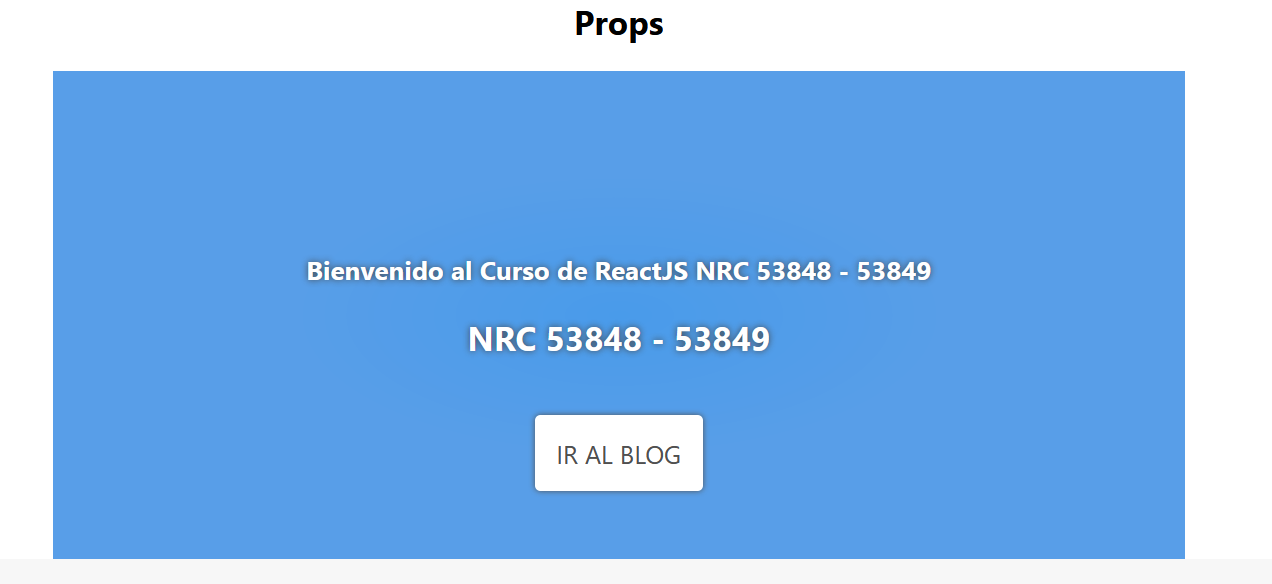 Props
Bienvenido al Curso de ReactJS NRC 53848 - 53849
NRC 53848 - 53849
IR AL BLOG